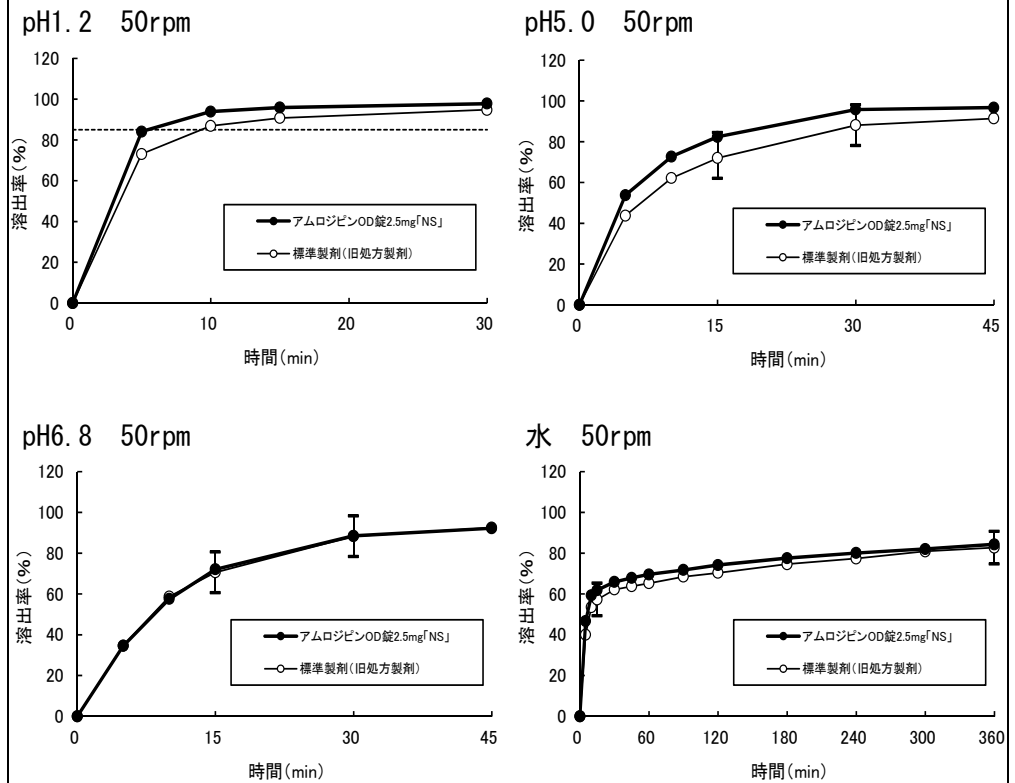 pH1.2 50rpm
120
100
80
60
40
20
0
溶出率(%)
アムロジピンOD錠2.5mg「NS」
標準製剤(旧処方製剤)
0 10 20 30
時間(min)
pH5.0 50rpm
120
100
80
60
40
20
0
溶出率(%)
アムロジピンOD錠2.5mg「NS」
標準製剤(旧処方製剤)
0 15 30 45
時間(min)
pH6.8 50rpm
120
100
80
60
40
20
0
溶出率(%)
アムロジピンOD錠2.5mg「NS」
標準製剤(旧処方製剤)
0 15 30 45
時間(min)
水 50rpm
120
100
80
60
40
20
0
溶出率(%)
アムロジピンOD錠2.5mg「NS」
標準製剤(旧処方製剤)
0 60 120 180 240 300 360
時間(min)